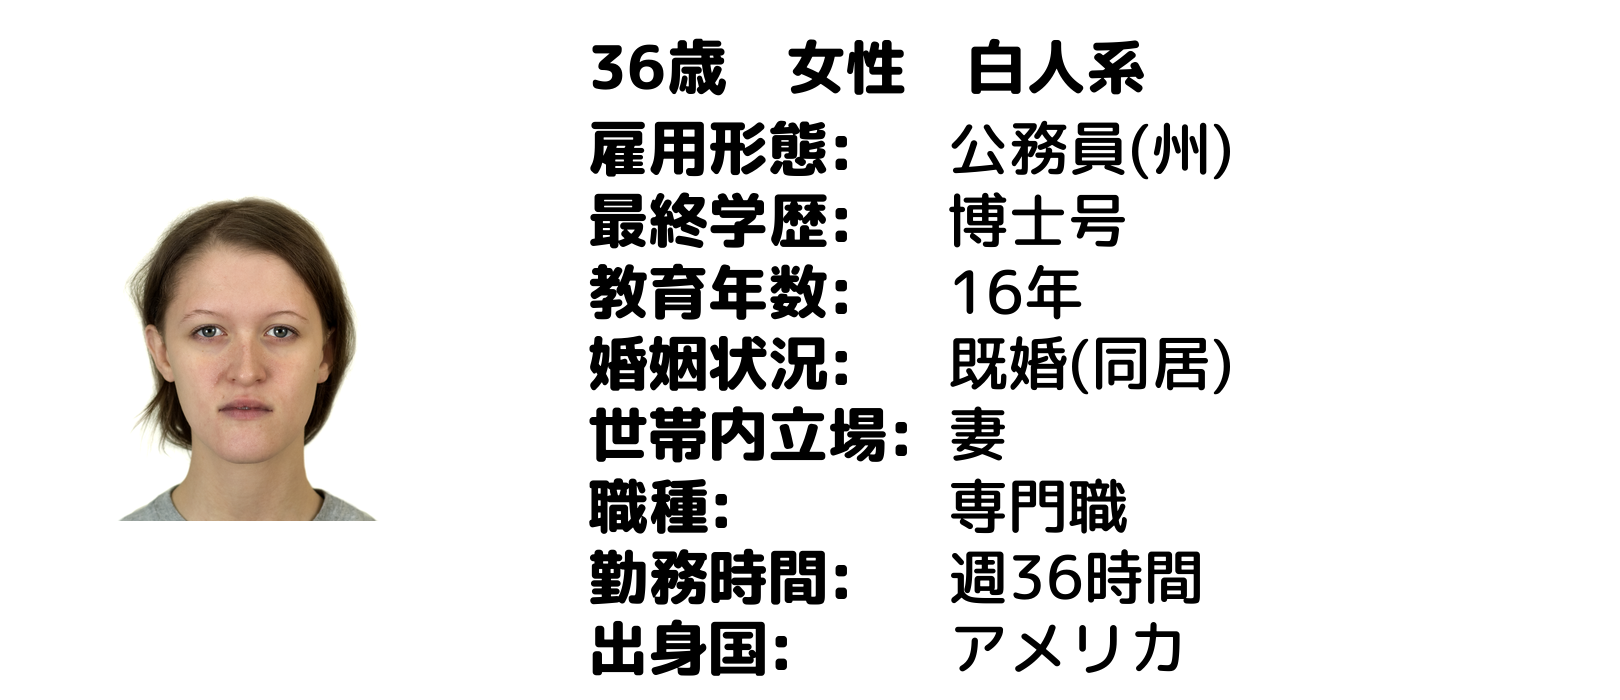 36歳　女性　白人系
雇用形態: 公務員(州)
最終学歴: 博士号
教育年数: 16年
婚姻状況: 既婚(同居)
世帯内立場: 妻
職種: 専門職
勤務時間: 週36時間
出身国: アメリカ